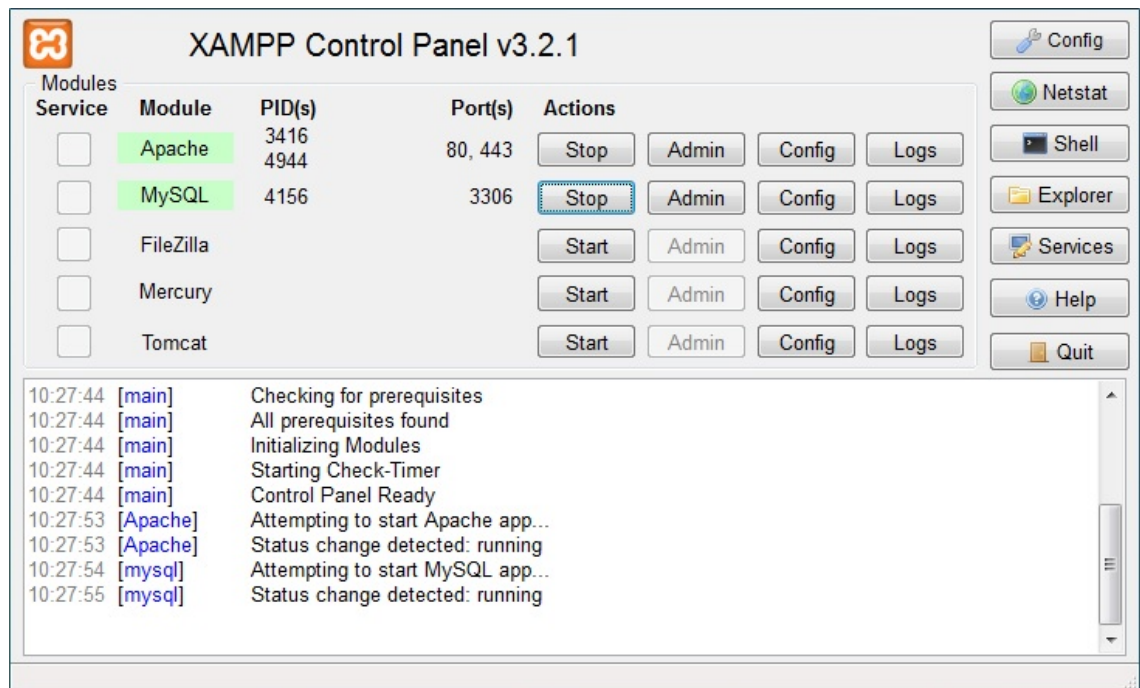 XAMPP Control Panel v3.2.1
Config
Modules
Netstat
Service Module PID(s) Port(s) Actions
Apache 3416 4944 80, 443 Stop Admin Config Logs
Shell
MySQL 4156 3306 Stop Admin Config Logs
Explorer
FileZilla Start Admin Config Logs
Services
Mercury Start Admin Config Logs
Help
Tomcat Start Admin Config Logs
Quit
10:27:44 [main] Checking for prerequisites
10:27:44 [main] All prerequisites found
10:27:44 [main] Initializing Modules
10:27:44 [main] Starting Check-Timer
10:27:44 [main] Control Panel Ready
10:27:53 [Apache] Attempting to start Apache app...
10:27:53 [Apache] Status change detected: running
10:27:54 [mysql] Attempting to start MySQL app...
10:27:55 [mysql] Status change detected: running